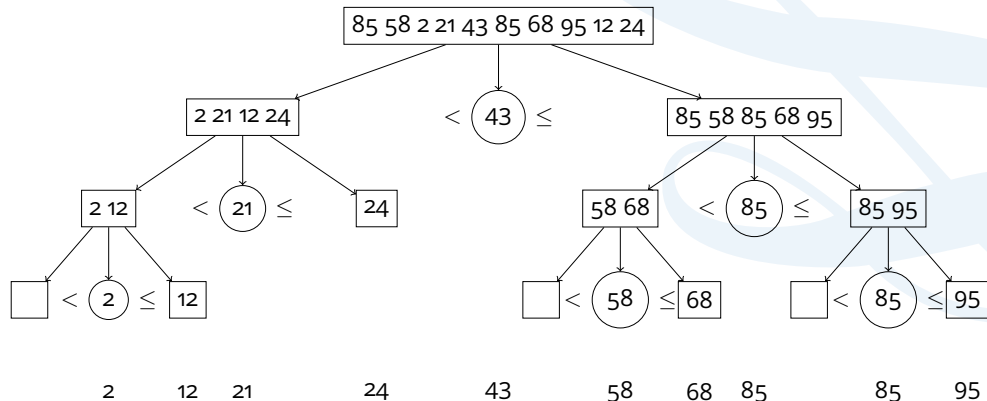 85 58 2 21 43 85 68 95 12 24
2 21 12 24 < 43 ≤ 85 58 85 68 95
2 12 < 21 ≤ 24 58 68 < 85 ≤ 85 95
< 2 ≤ 12 < 58 ≤ 68 < 85 ≤ 95
2 12 21 24 43 58 68 85 85 95